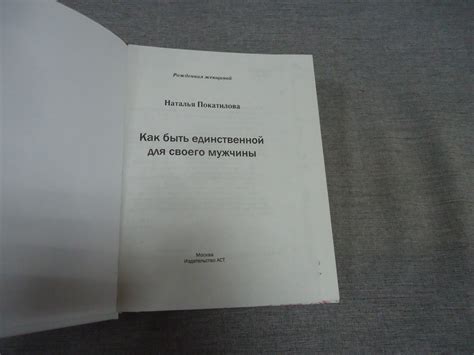 Рожденная женщиной
Наталья Покатилова
Как быть единственной
для своего мужчины
Москва
Издательство АСТ